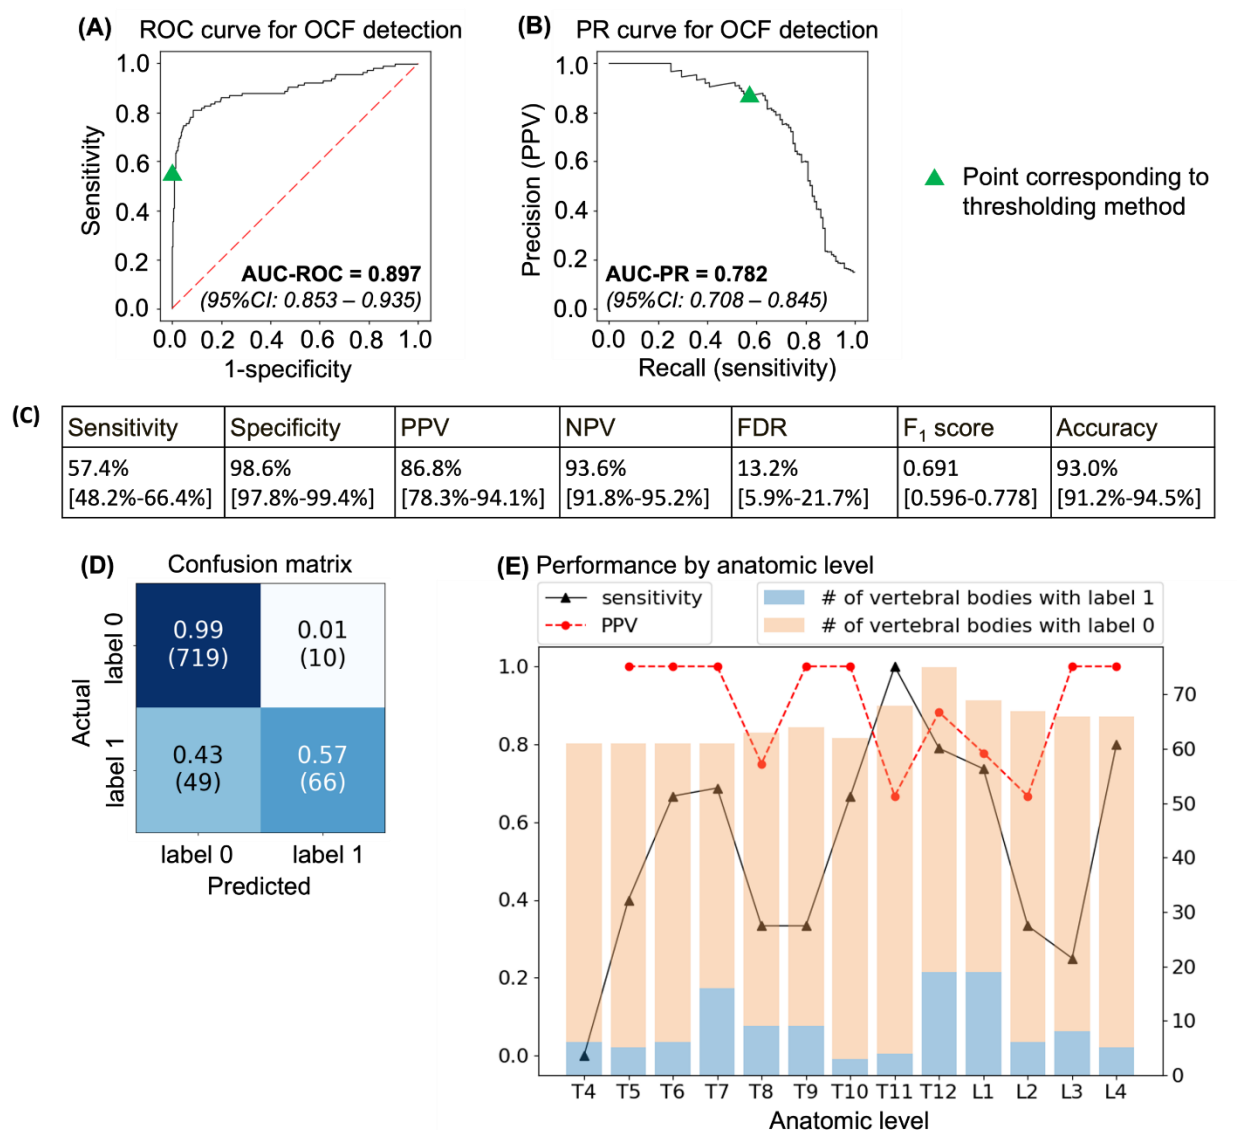 (A) ROC curve for OCF detection
1.0
0.8
0.6
0.4
0.2
0.0
Sensitivity
AUC-ROC = 0.897
(95%CI: 0.853 – 0.935)
0.0 0.2 0.4 0.6 0.8 1.0
1-specificity
(B) PR curve for OCF detection
1.0
0.8
0.6
0.4
0.2
0.0
Precision (PPV)
AUC-PR = 0.782
(95%CI: 0.708 – 0.845)
0.0 0.2 0.4 0.6 0.8 1.0
Recall (sensitivity)
Point corresponding to
thresholding method
(C)
Sensitivity Specificity PPV NPV FDR F₁ score Accuracy
57.4% 98.6% 86.8% 93.6% 13.2% 0.691 93.0%
[48.2%-66.4%] [97.8%-99.4%] [78.3%-94.1%] [91.8%-95.2%] [5.9%-21.7%] [0.596-0.778] [91.2%-94.5%]
(D) Confusion matrix
Actual
label 0
label 1
0.99 0.01
(719) (10)
0.43 0.57
(49) (66)
label 0 label 1
Predicted
(E) Performance by anatomic level
sensitivity
PPV
# of vertebral bodies with label 1
# of vertebral bodies with label 0
1.0
0.8
0.6
0.4
0.2
0.0
70
60
50
40
30
20
10
0
T4 T5 T6 T7 T8 T9 T10 T11 T12 L1 L2 L3 L4
Anatomic level